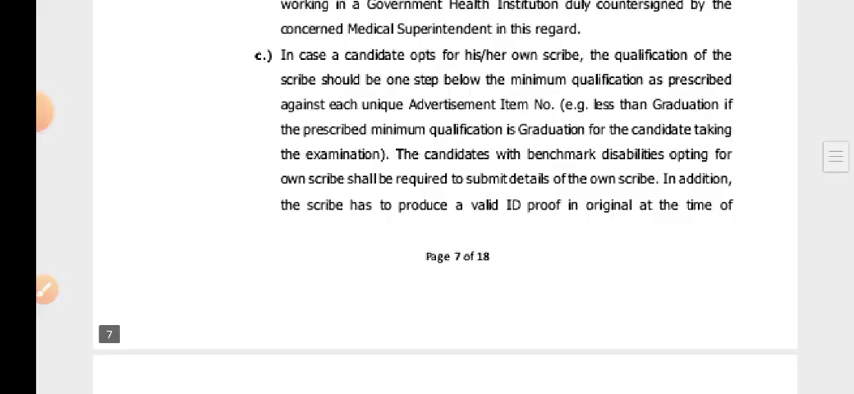 working in a Government Health Institution duly countersigned by the
concerned Medical Superintendent in this regard.
c.) In case a candidate opts for his/her own scribe, the qualification of the
scribe should be one step below the minimum qualification as prescribed
against each unique Advertisement Item No. (e.g. less than Graduation if
the prescribed minimum qualification is Graduation for the candidate taking
the examination). The candidates with benchmark disabilities opting for
own scribe shall be required to submit details of the own scribe. In addition,
the scribe has to produce a valid ID proof in original at the time of
Page 7 of 18
7